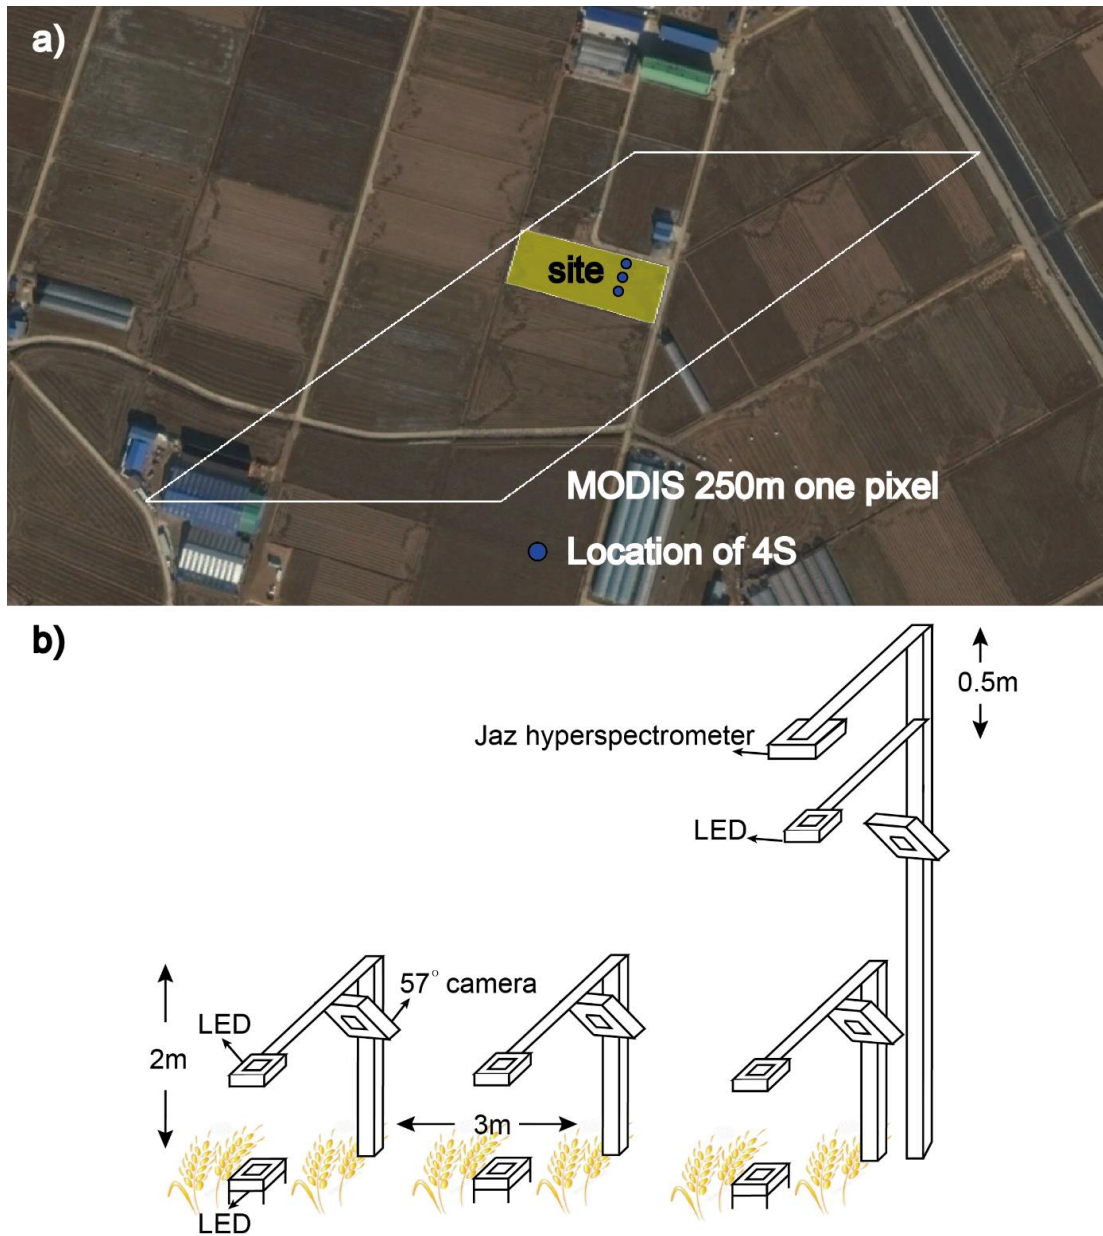 a)
site
MODIS 250m one pixel
Location of 4S
b)
0.5m
Jaz hyperspectrometer
LED
57° camera
LED
2m
3m
LED